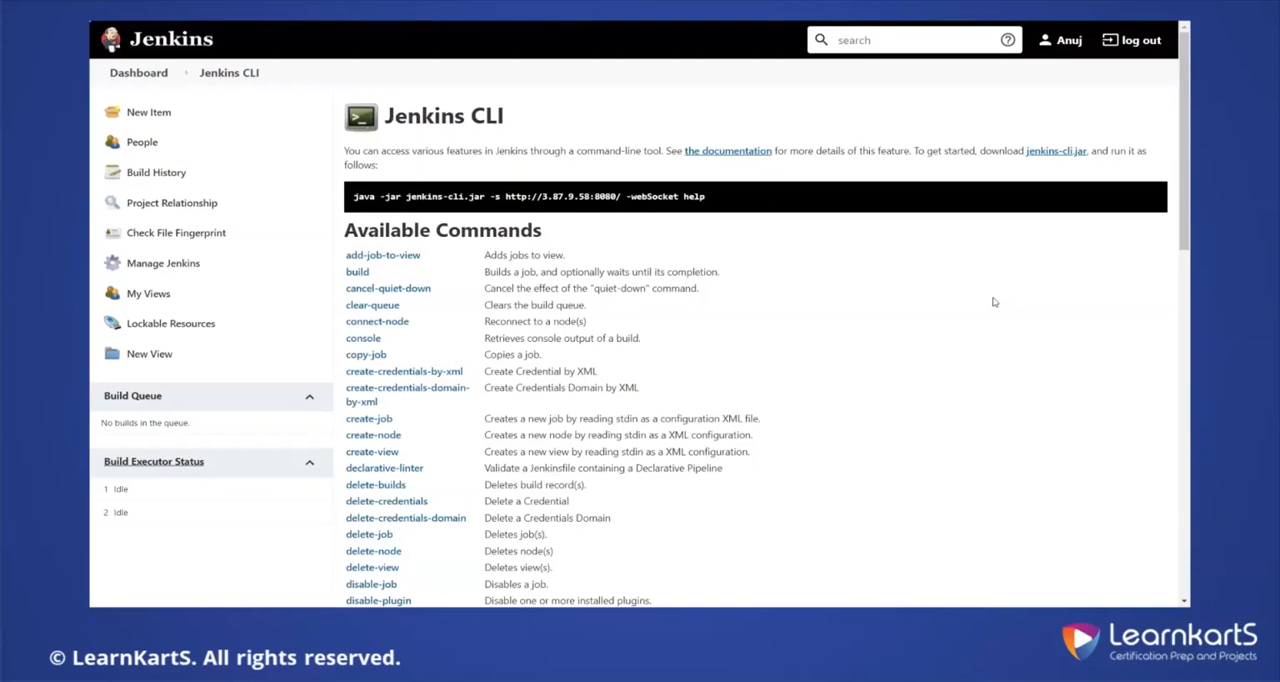 Jenkins
search
Anuj
log out
Dashboard
Jenkins CLI
New Item
People
Build History
Project Relationship
Check File Fingerprint
Manage Jenkins
My Views
Lockable Resources
New View
Build Queue
No builds in the queue.
Build Executor Status
1 Idle
2 Idle
Jenkins CLI
You can access various features in Jenkins through a command-line tool. See the documentation for more details of this feature. To get started, download jenkins-cli.jar, and run it as
follows:
java -jar jenkins-cli.jar -s http://3.87.9.58:8080/ -webSocket help
Available Commands
add-job-to-view Adds jobs to view.
build Builds a job, and optionally waits until its completion.
cancel-quiet-down Cancel the effect of the "quiet-down" command.
clear-queue Clears the build queue.
connect-node Reconnect to a node(s)
console Retrieves console output of a build.
copy-job Copies a job.
create-credentials-by-xml Create Credential by XML
create-credentials-domain- Create Credentials Domain by XML
by-xml
create-job Creates a new job by reading stdin as a configuration XML file.
create-node Creates a new node by reading stdin as a XML configuration.
create-view Creates a new view by reading stdin as a XML configuration.
declarative-linter Validate a Jenkinsfile containing a Declarative Pipeline
delete-builds Deletes build record(s).
delete-credentials Delete a Credential
delete-credentials-domain Delete a Credentials Domain
delete-job Deletes job(s).
delete-node Deletes node(s)
delete-view Deletes view(s).
disable-job Disables a job.
disable-plugin Disable one or more installed plugins.
© LearnKartS. All rights reserved.
LearnkartS
Certification Prep and Projects